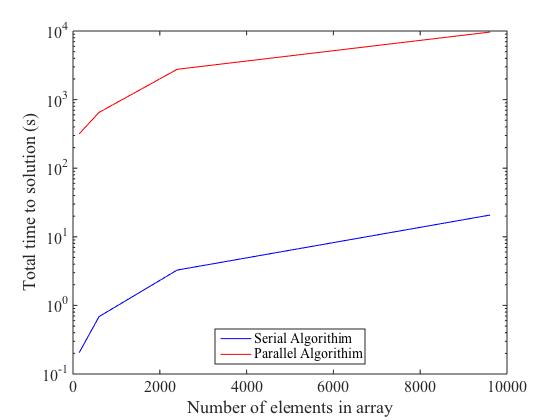 10^4
10^3
10^2
10^1
10^0
10^-1
Total time to solution (s)
Serial Algorithim
Parallel Algorithim
0 2000 4000 6000 8000 10000
Number of elements in array